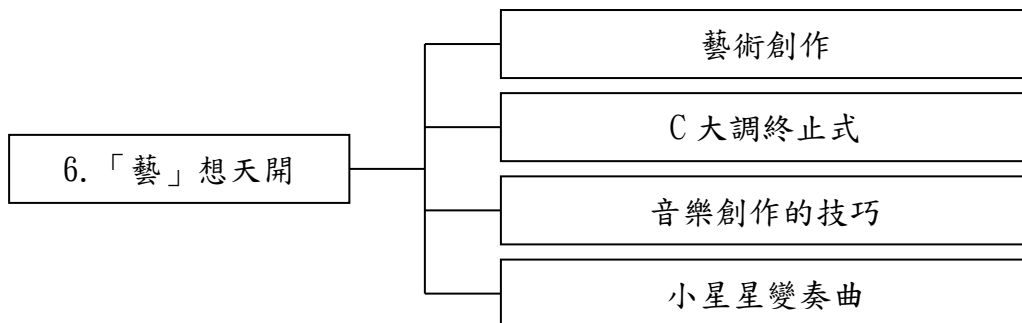 6.「藝」想天開
藝術創作
C 大調終止式
音樂創作的技巧
小星星變奏曲